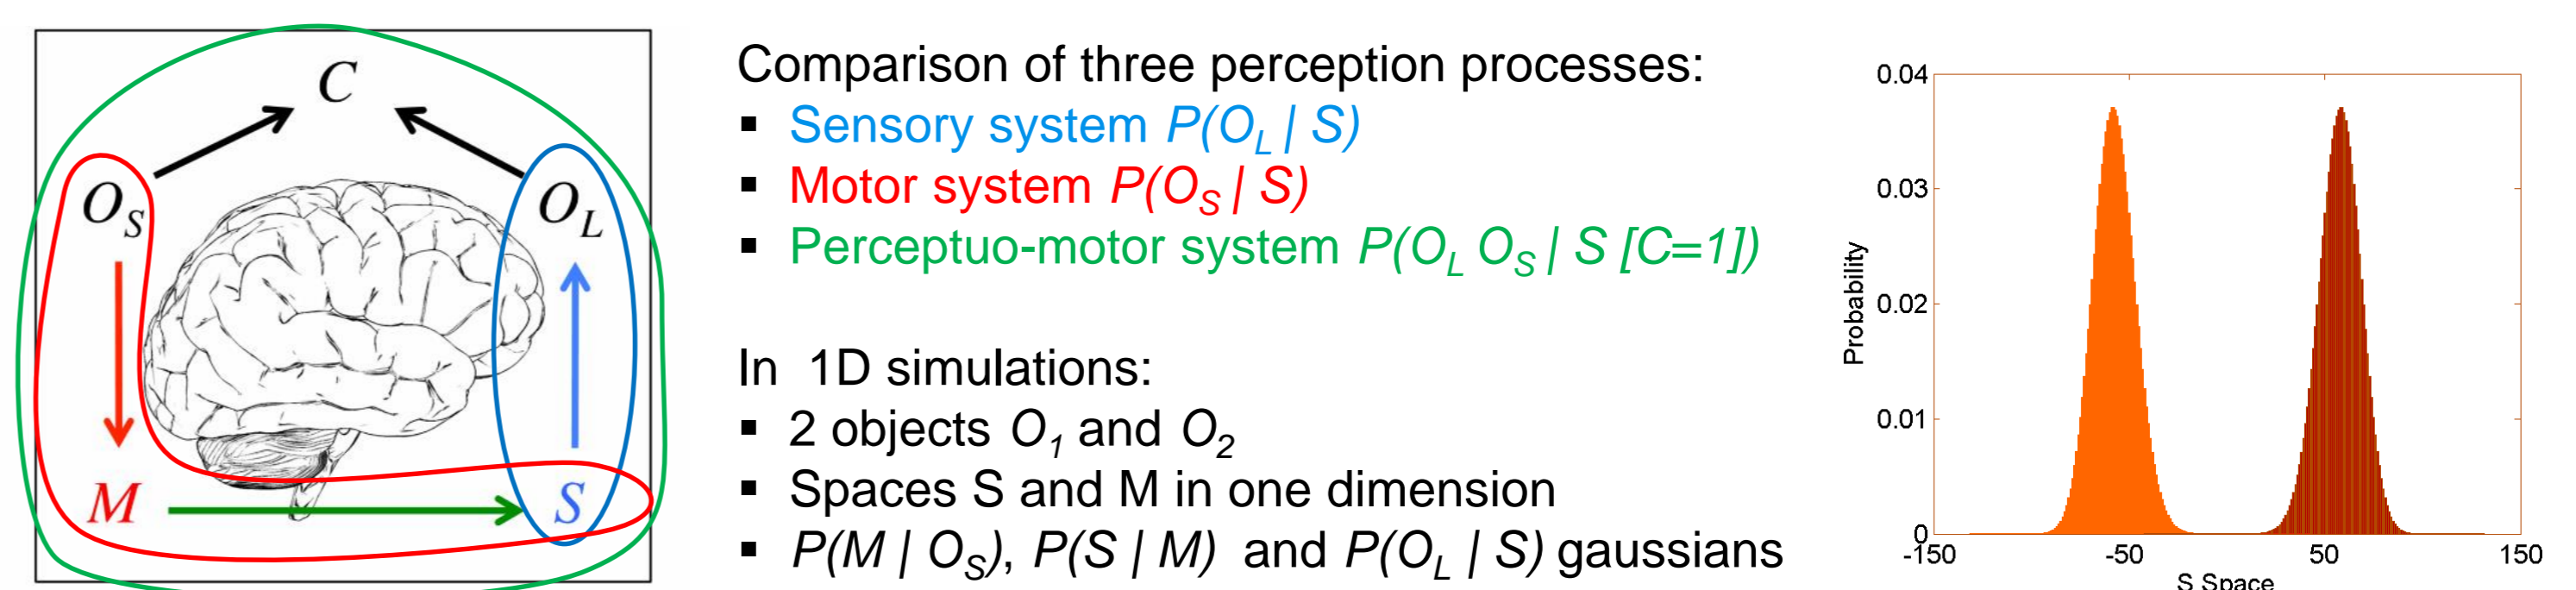 C
O_S
O_L
M
S
Comparison of three perception processes:
▪ Sensory system P(O_L | S)
▪ Motor system P(O_S | S)
▪ Perceptuo-motor system P(O_L O_S | S [C=1])
In 1D simulations:
▪ 2 objects O_1 and O_2
▪ Spaces S and M in one dimension
▪ P(M | O_S), P(S | M) and P(O_L | S) gaussians
0.04
0.03
0.02
0.01
0
Probability
-150
-50
50
150
S Space